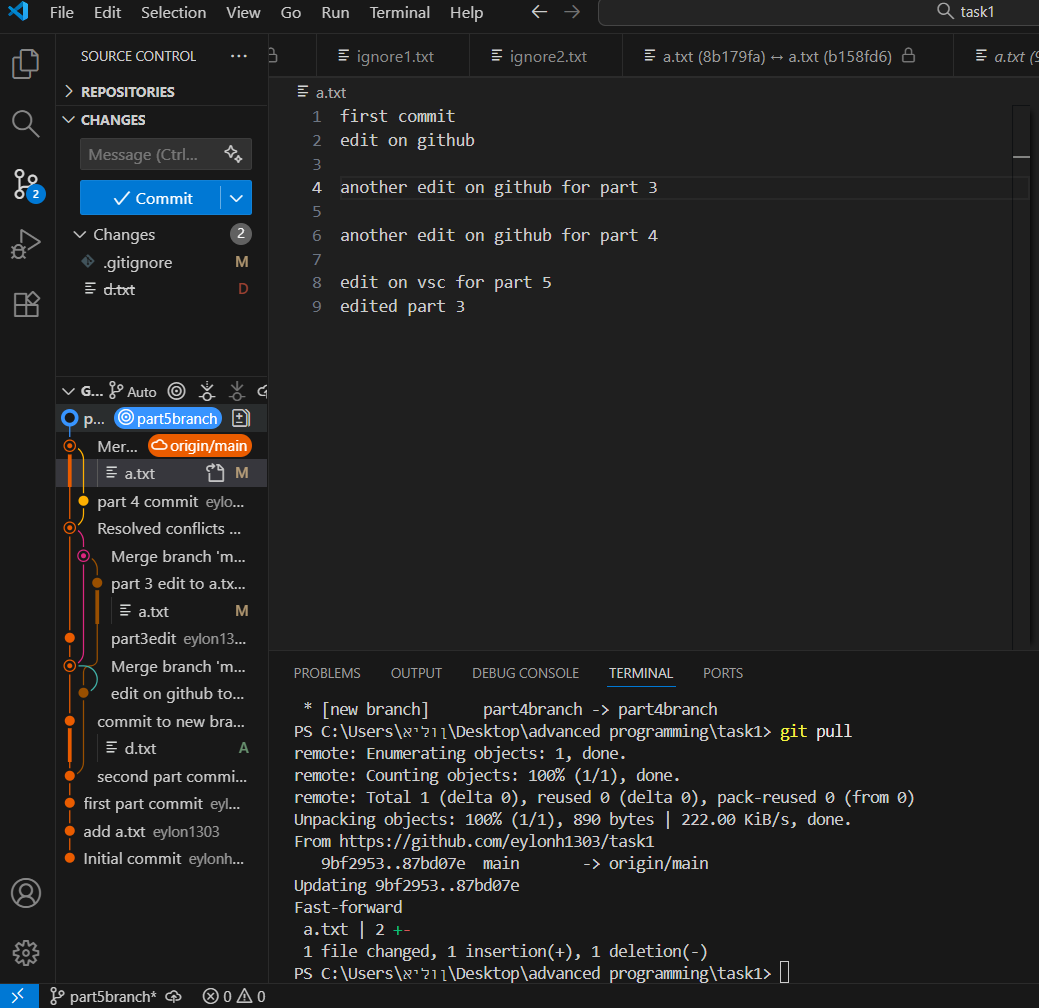 File Edit Selection View Go Run Terminal Help task1
SOURCE CONTROL
REPOSITORIES
CHANGES
Message (Ctrl...
Commit
Changes 2
.gitignore M
d.txt D
2
G... Auto
p... part5branch
Mer... origin/main
a.txt M
part 4 commit eylo...
Resolved conflicts ...
Merge branch 'm...
part 3 edit to a.tx...
a.txt M
part3edit eylon13...
Merge branch 'm...
edit on github to...
commit to new bra...
d.txt A
second part commi...
first part commit eyl...
add a.txt eylon1303
Initial commit eylonh...
ignore1.txt ignore2.txt a.txt (8b179fa) ↔ a.txt (b158fd6) a.txt (9
a.txt
1 first commit
2 edit on github
3
4 another edit on github for part 3
5
6 another edit on github for part 4
7
8 edit on vsc for part 5
9 edited part 3
PROBLEMS OUTPUT DEBUG CONSOLE TERMINAL PORTS
* [new branch] part4branch -> part4branch
PS C:\Users\אילון\Desktop\advanced programming\task1> git pull
remote: Enumerating objects: 1, done.
remote: Counting objects: 100% (1/1), done.
remote: Total 1 (delta 0), reused 0 (delta 0), pack-reused 0 (from 0)
Unpacking objects: 100% (1/1), 890 bytes | 222.00 KiB/s, done.
From https://github.com/eylonh1303/task1
9bf2953..87bd07e main -> origin/main
Updating 9bf2953..87bd07e
Fast-forward
a.txt | 2 +-
1 file changed, 1 insertion(+), 1 deletion(-)
PS C:\Users\אילון\Desktop\advanced programming\task1>
part5branch* 0 0